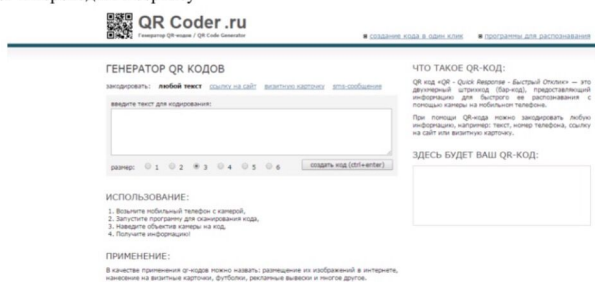 QR Coder.ru
Генератор QR-кодов / QR Code Generator
создание кода в один клик
программы для распознавания
ГЕНЕРАТОР QR КОДОВ
закодировать: любой текст ссылку на сайт визитную карточку sms-сообщение
введите текст для кодирования:
размер: 1 2 3 4 5 6 создать код (ctrl+enter)
ИСПОЛЬЗОВАНИЕ:
1. Возьмите мобильный телефон с камерой,
2. Запустите программу для сканирования кода,
3. Наведите объектив камеры на код,
4. Получите информацию!
ПРИМЕНЕНИЕ:
В качестве применения qr-кодов можно назвать: размещение их изображений в интернете,
нанесение на визитные карточки, футболки, рекламные вывески и многое другое.
ЧТО ТАКОЕ QR-КОД:
QR код «QR - Quick Response - Быстрый Отклик» — это
двухмерный штрихкод (бар-код), предоставляющий
информацию для быстрого ее распознавания с
помощью камеры на мобильном телефоне.
При помощи QR-кода можно закодировать любую
информацию, например: текст, номер телефона, ссылку
на сайт или визитную карточку.
ЗДЕСЬ БУДЕТ ВАШ QR-КОД: